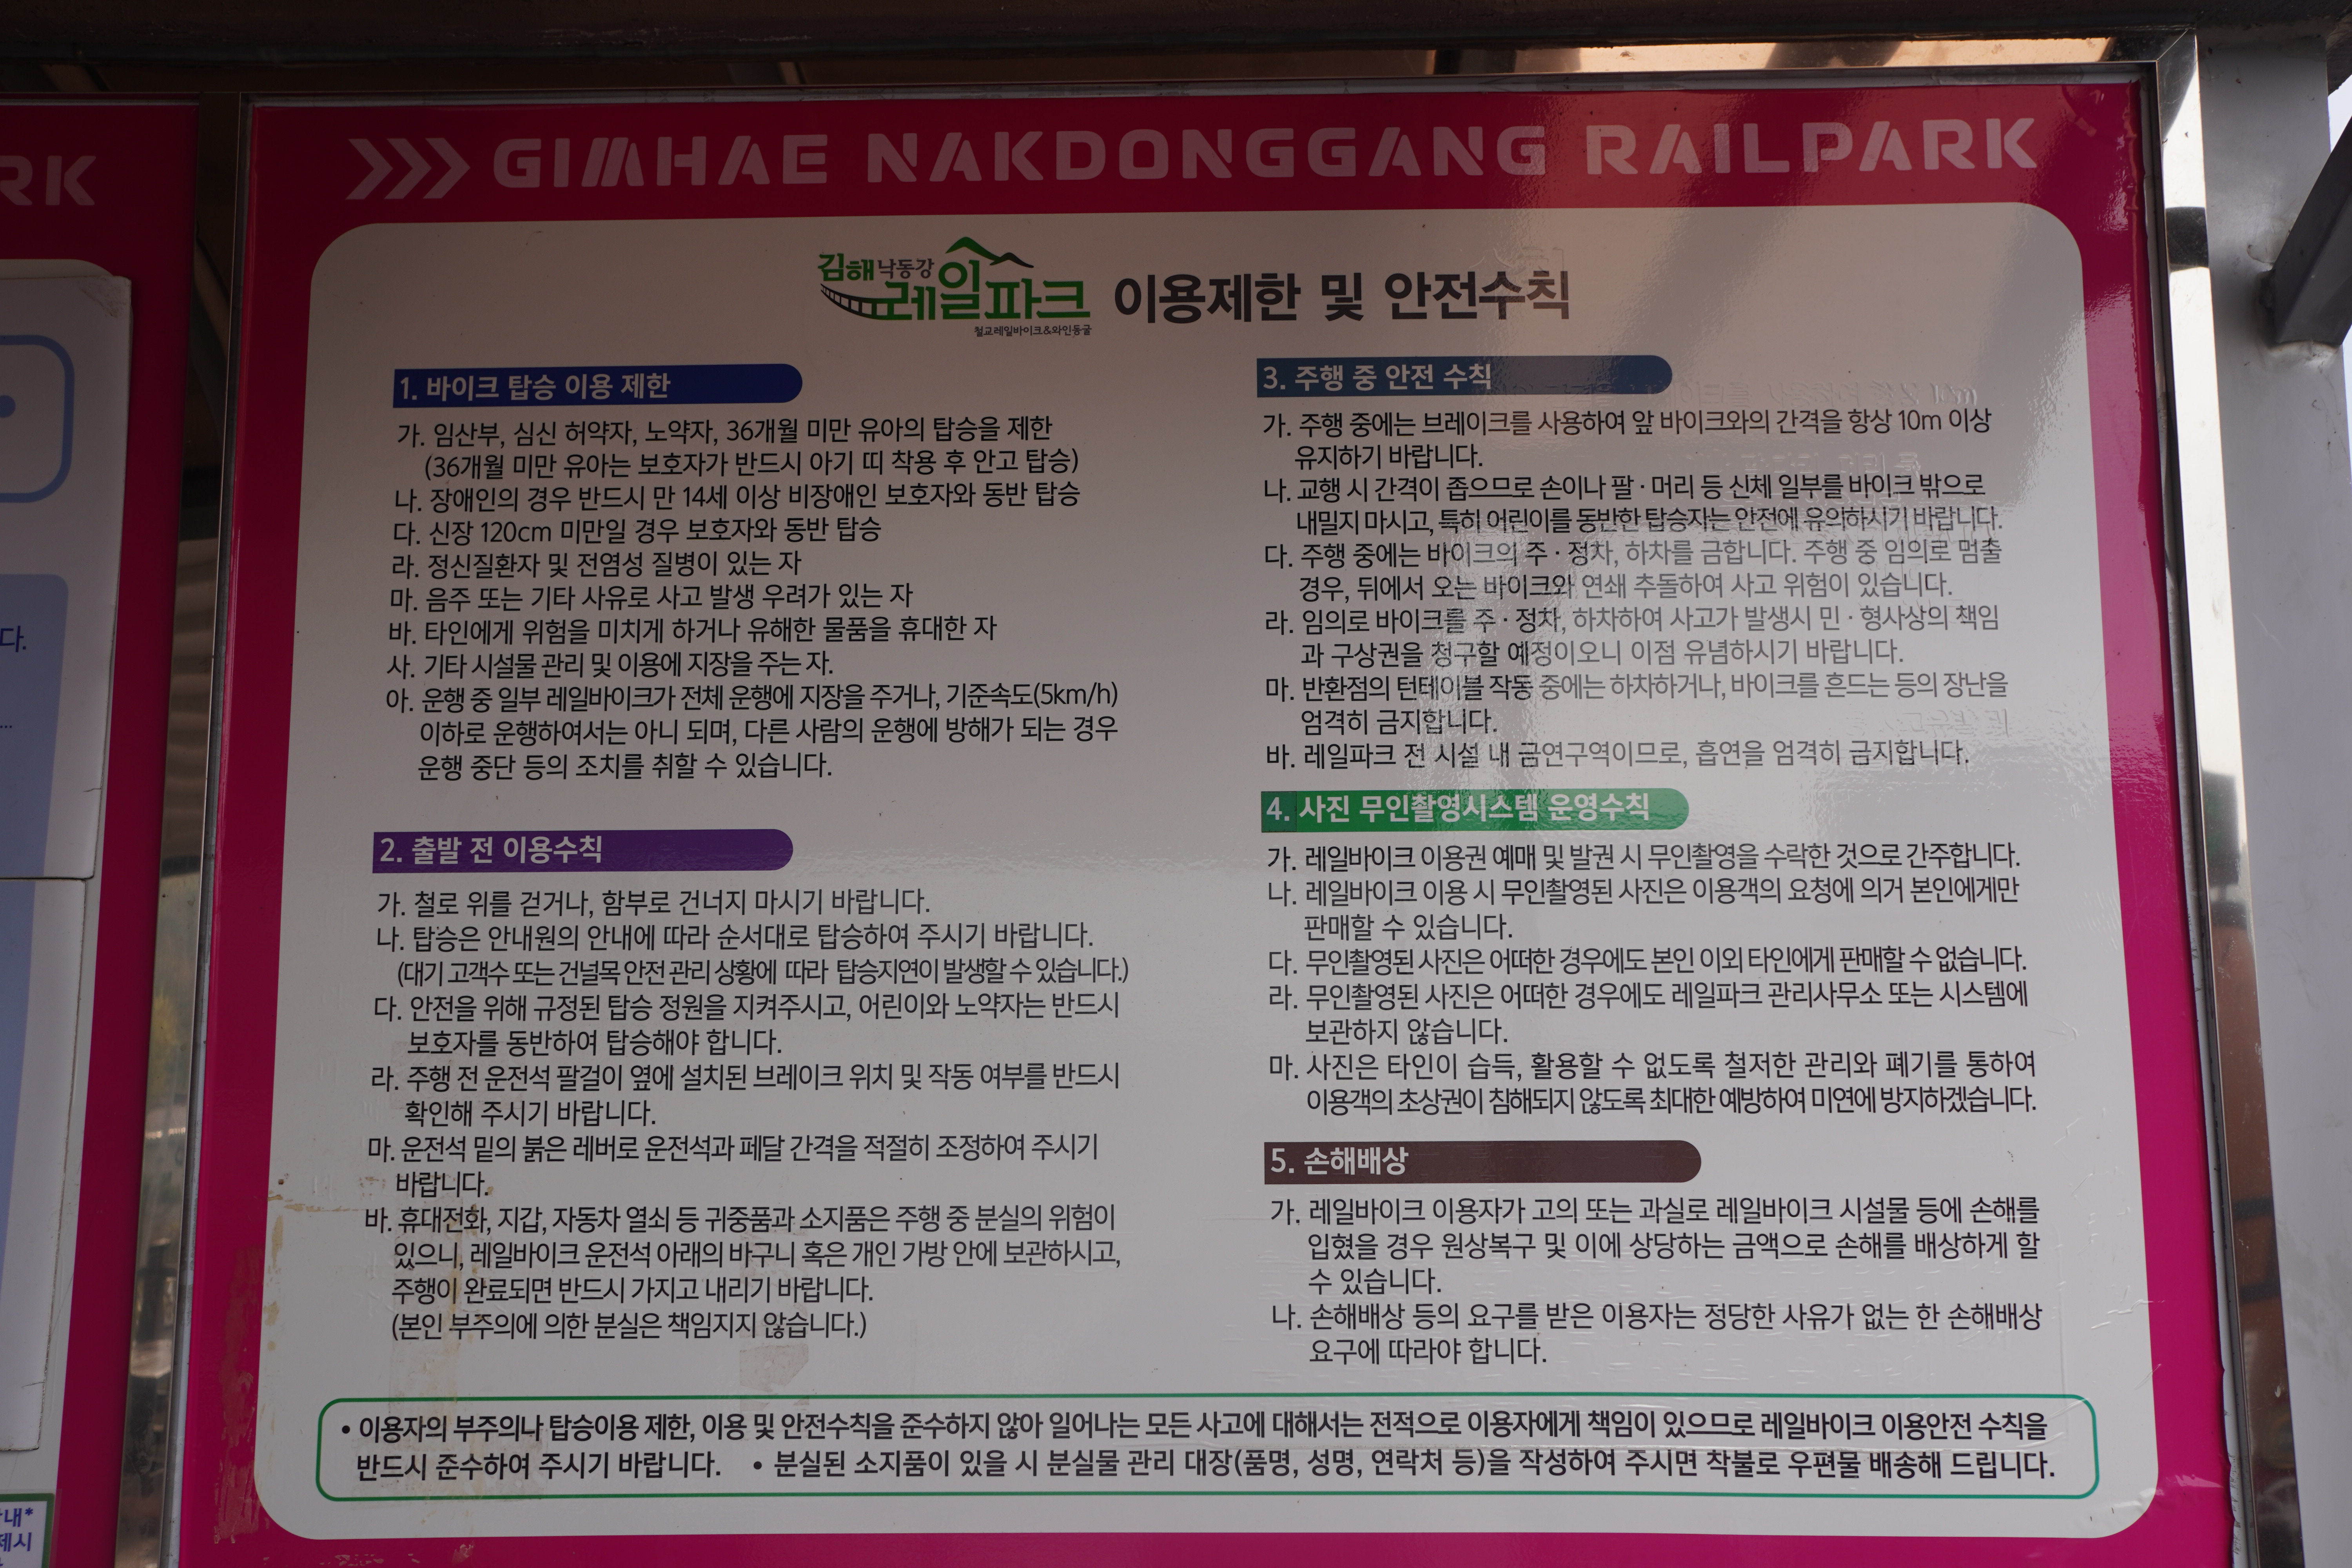 RK
다.
...
내*
제시
GIMHAE NAKDONGGANG RAILPARK
김해낙동강
레일파크
철교레일바이크&와인동굴
이용제한 및 안전수칙
1. 바이크 탑승 이용 제한
가. 임산부, 심신 허약자, 노약자, 36개월 미만 유아의 탑승을 제한
(36개월 미만 유아는 보호자가 반드시 아기 띠 착용 후 안고 탑승)
나. 장애인의 경우 반드시 만 14세 이상 비장애인 보호자와 동반 탑승
다. 신장 120cm 미만일 경우 보호자와 동반 탑승
라. 정신질환자 및 전염성 질병이 있는 자
마. 음주 또는 기타 사유로 사고 발생 우려가 있는 자
바. 타인에게 위험을 미치게 하거나 유해한 물품을 휴대한 자
사. 기타 시설물 관리 및 이용에 지장을 주는 자.
아. 운행 중 일부 레일바이크가 전체 운행에 지장을 주거나, 기준속도(5km/h)
이하로 운행하여서는 아니 되며, 다른 사람의 운행에 방해가 되는 경우
운행 중단 등의 조치를 취할 수 있습니다.
2. 출발 전 이용수칙
가. 철로 위를 걷거나, 함부로 건너지 마시기 바랍니다.
나. 탑승은 안내원의 안내에 따라 순서대로 탑승하여 주시기 바랍니다.
(대기 고객수 또는 건널목 안전 관리 상황에 따라 탑승지연이 발생할 수 있습니다.)
다. 안전을 위해 규정된 탑승 정원을 지켜주시고, 어린이와 노약자는 반드시
보호자를 동반하여 탑승해야 합니다.
라. 주행 전 운전석 팔걸이 옆에 설치된 브레이크 위치 및 작동 여부를 반드시
확인해 주시기 바랍니다.
마. 운전석 밑의 붉은 레버로 운전석과 페달 간격을 적절히 조정하여 주시기
바랍니다.
바. 휴대전화, 지갑, 자동차 열쇠 등 귀중품과 소지품은 주행 중 분실의 위험이
있으니, 레일바이크 운전석 아래의 바구니 혹은 개인 가방 안에 보관하시고,
주행이 완료되면 반드시 가지고 내리기 바랍니다.
(본인 부주의에 의한 분실은 책임지지 않습니다.)
3. 주행 중 안전 수칙
가. 주행 중에는 브레이크를 사용하여 앞 바이크와의 간격을 항상 10m 이상
유지하기 바랍니다.
나. 교행 시 간격이 좁으므로 손이나 팔·머리 등 신체 일부를 바이크 밖으로
내밀지 마시고, 특히 어린이를 동반한 탑승자는 안전에 유의하시기 바랍니다.
다. 주행 중에는 바이크의 주·정차, 하차를 금합니다. 주행 중 임의로 멈출
경우, 뒤에서 오는 바이크와 연쇄 추돌하여 사고 위험이 있습니다.
라. 임의로 바이크를 주·정차, 하차하여 사고가 발생시 민·형사상의 책임
과 구상권을 청구할 예정이오니 이점 유념하시기 바랍니다.
마. 반환점의 턴테이블 작동 중에는 하차하거나, 바이크를 흔드는 등의 장난을
엄격히 금지합니다.
바. 레일파크 전 시설 내 금연구역이므로, 흡연을 엄격히 금지합니다.
4. 사진 무인촬영시스템 운영수칙
가. 레일바이크 이용권 예매 및 발권 시 무인촬영을 수락한 것으로 간주합니다.
나. 레일바이크 이용 시 무인촬영된 사진은 이용객의 요청에 의거 본인에게만
판매할 수 있습니다.
다. 무인촬영된 사진은 어떠한 경우에도 본인 이외 타인에게 판매할 수 없습니다.
라. 무인촬영된 사진은 어떠한 경우에도 레일파크 관리사무소 또는 시스템에
보관하지 않습니다.
마. 사진은 타인이 습득, 활용할 수 없도록 철저한 관리와 폐기를 통하여
이용객의 초상권이 침해되지 않도록 최대한 예방하여 미연에 방지하겠습니다.
5. 손해배상
가. 레일바이크 이용자가 고의 또는 과실로 레일바이크 시설물 등에 손해를
입혔을 경우 원상복구 및 이에 상당하는 금액으로 손해를 배상하게 할
수 있습니다.
나. 손해배상 등의 요구를 받은 이용자는 정당한 사유가 없는 한 손해배상
요구에 따라야 합니다.
• 이용자의 부주의나 탑승이용 제한, 이용 및 안전수칙을 준수하지 않아 일어나는 모든 사고에 대해서는 전적으로 이용자에게 책임이 있으므로 레일바이크 이용안전 수칙을
반드시 준수하여 주시기 바랍니다. • 분실된 소지품이 있을 시 분실물 관리 대장(품명, 성명, 연락처 등)을 작성하여 주시면 착불로 우편물 배송해 드립니다.